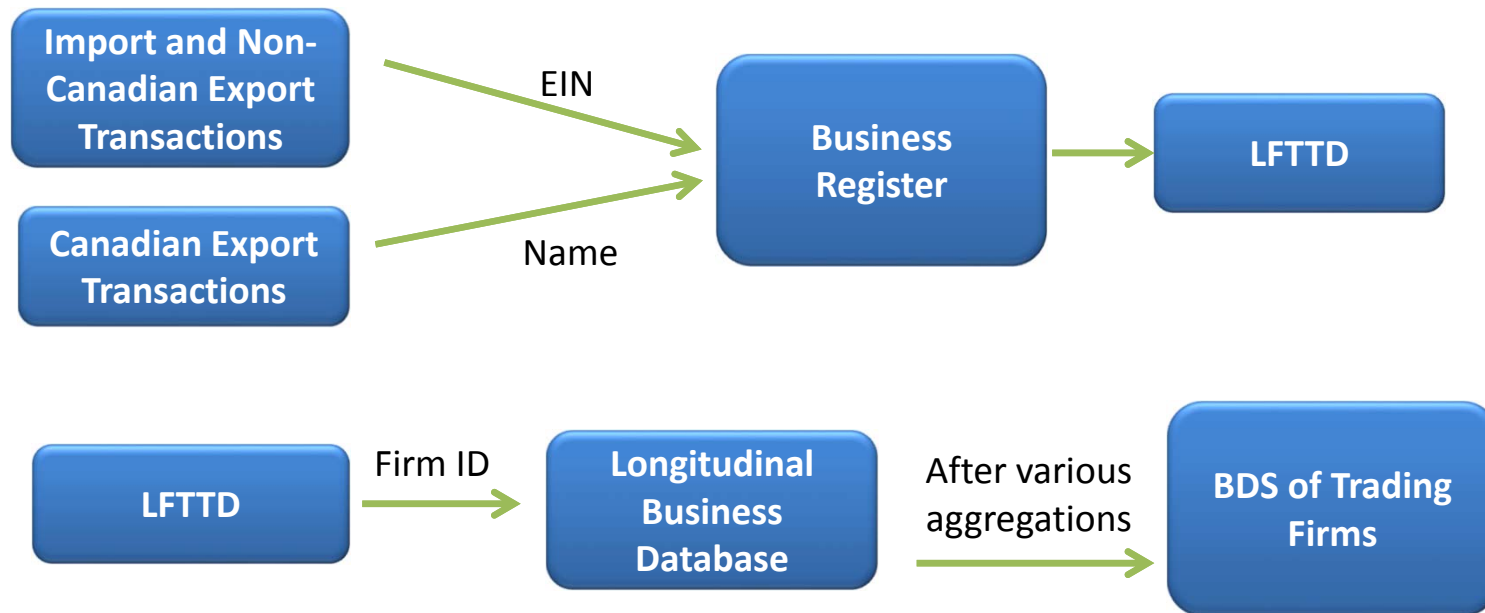 Import and Non-
Canadian Export
Transactions
EIN
Business
Register
LFTTD
Canadian Export
Transactions
Name
LFTTD
Firm ID
Longitudinal
Business
Database
After various
aggregations
BDS of Trading
Firms